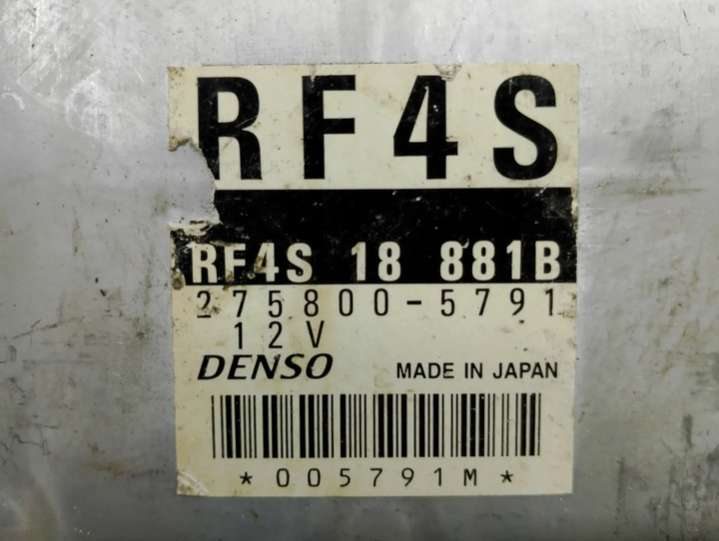 RF4S
RF4S 18 881B
275800-5791
12V
DENSO MADE IN JAPAN
*005791M*